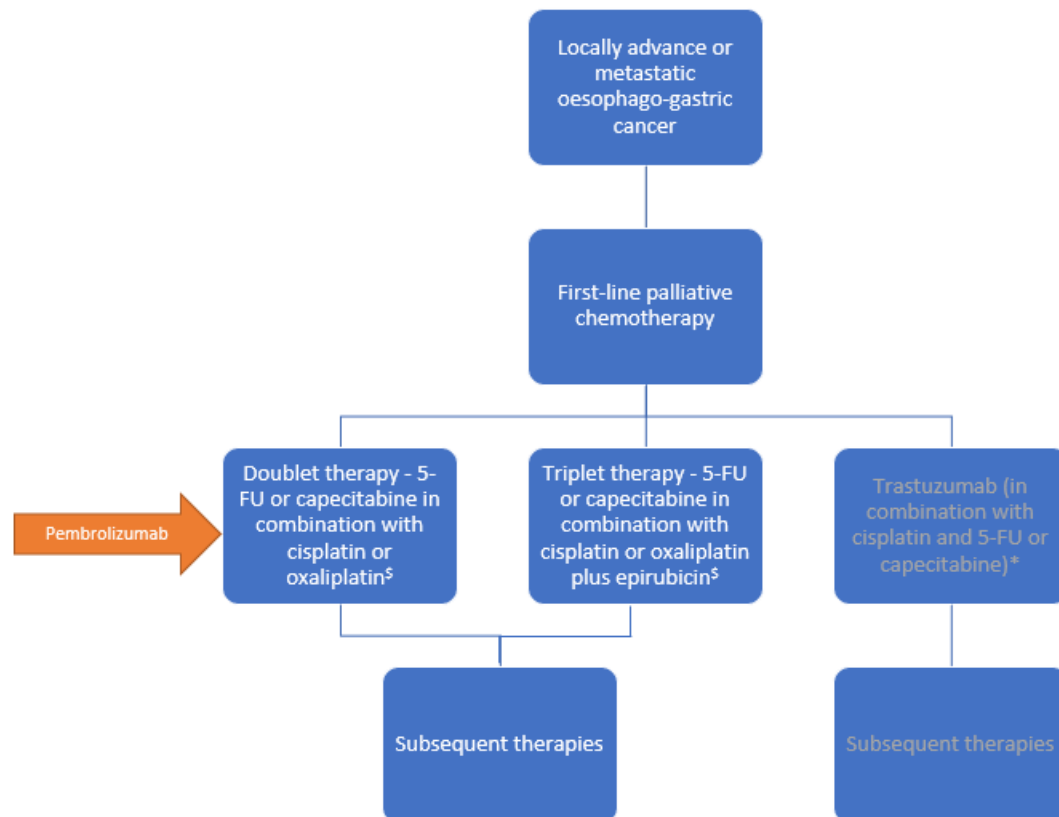 Locally advance or
metastatic
oesophago-gastric
cancer
First-line palliative
chemotherapy
Pembrolizumab
Doublet therapy - 5-
FU or capecitabine in
combination with
cisplatin or
oxaliplatin$
Triplet therapy - 5-FU
or capecitabine in
combination with
cisplatin or oxaliplatin
plus epirubicin$
Trastuzumab (in
combination with
cisplatin and 5-FU or
capecitabine)*
Subsequent therapies
Subsequent therapies